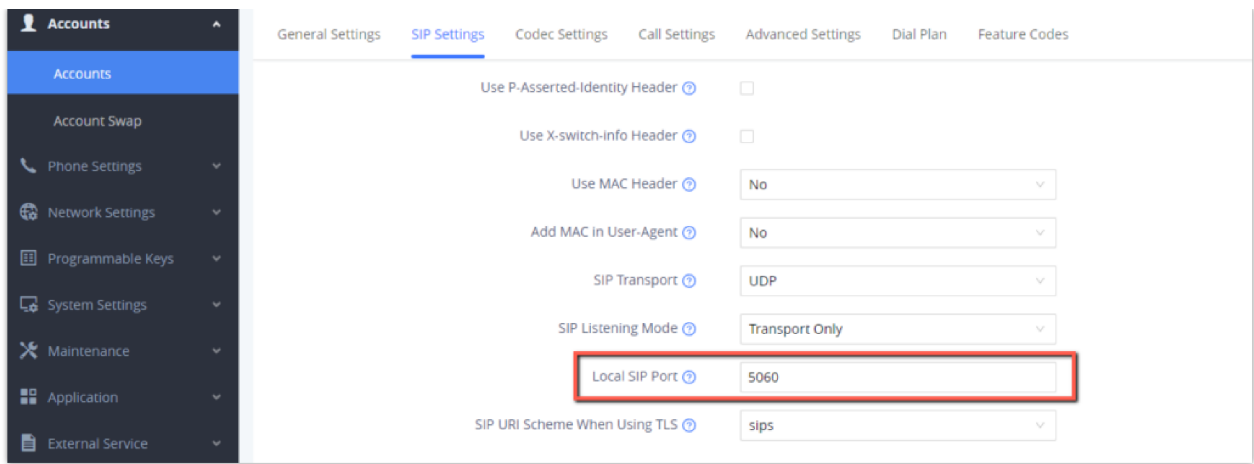 Accounts
Accounts
Account Swap
Phone Settings
Network Settings
Programmable Keys
System Settings
Maintenance
Application
External Service
General Settings SIP Settings Codec Settings Call Settings Advanced Settings Dial Plan Feature Codes
Use P-Asserted-Identity Header ?
Use X-switch-info Header ?
Use MAC Header ? No
Add MAC in User-Agent ? No
SIP Transport ? UDP
SIP Listening Mode ? Transport Only
Local SIP Port ? 5060
SIP URI Scheme When Using TLS ? sips